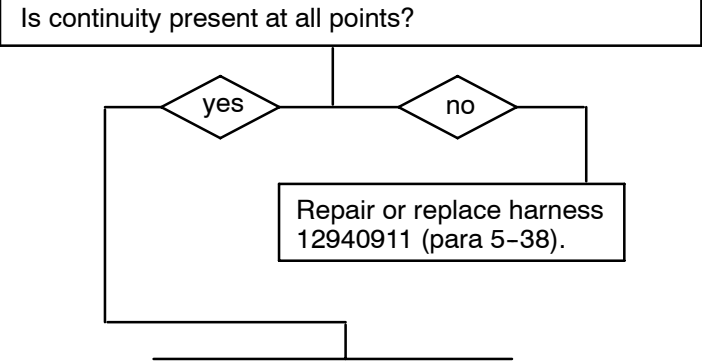 Is continuity present at all points?
yes
no
Repair or replace harness
12940911 (para 5-38).